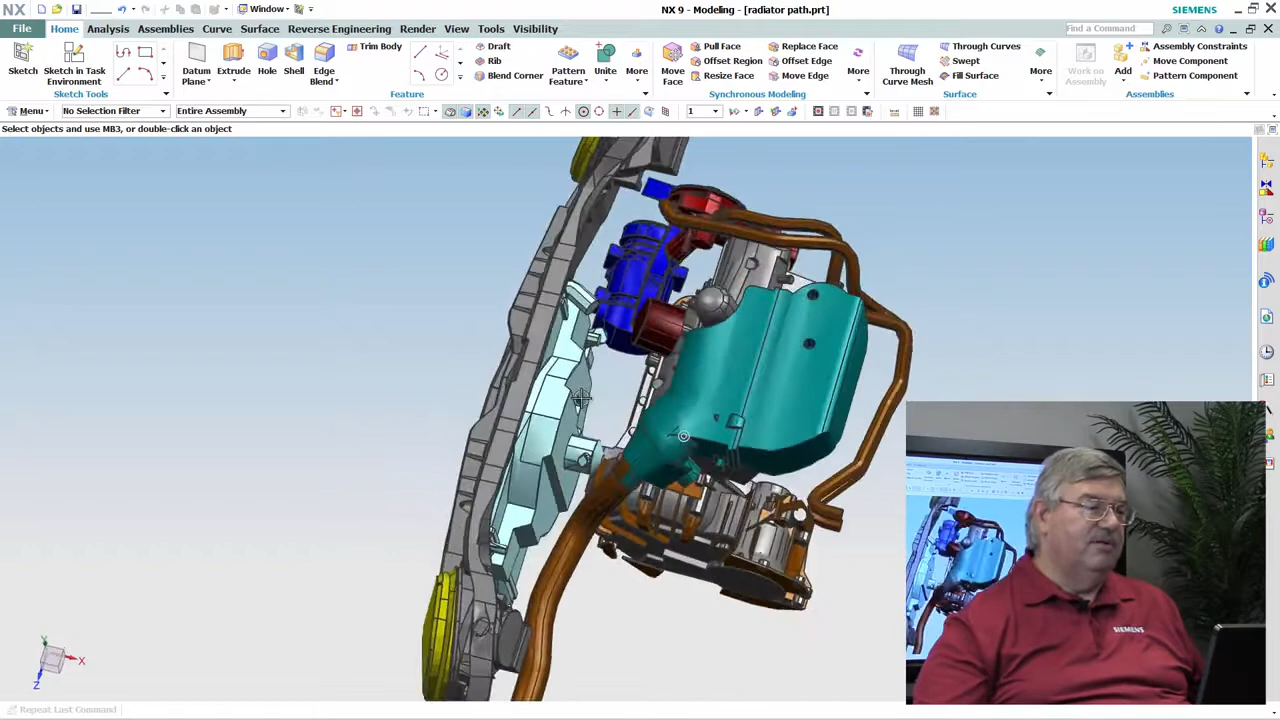 NX Window NX 9 - Modeling - [radiator path.prt] SIEMENS
File Home Analysis Assemblies Curve Surface Reverse Engineering Render View Tools Visibility Find a Command
Sketch
Sketch in Task Environment
Sketch Tools
Datum Plane
Extrude
Hole
Shell
Edge Blend
Trim Body
Draft
Rib
Blend Corner
Pattern Feature
Unite
More
Feature
Move Face
Pull Face
Offset Region
Resize Face
Replace Face
Offset Edge
Move Edge
More
Synchronous Modeling
Through Curve Mesh
Through Curves
Swept
Fill Surface
More
Surface
Work on Assembly
Add
Assembly Constraints
Move Component
Pattern Component
Assemblies
Menu No Selection Filter Entire Assembly 1
Select objects and use MB3, or double-click an object
Y
X
Z
SIEMENS
Repeat Last Command